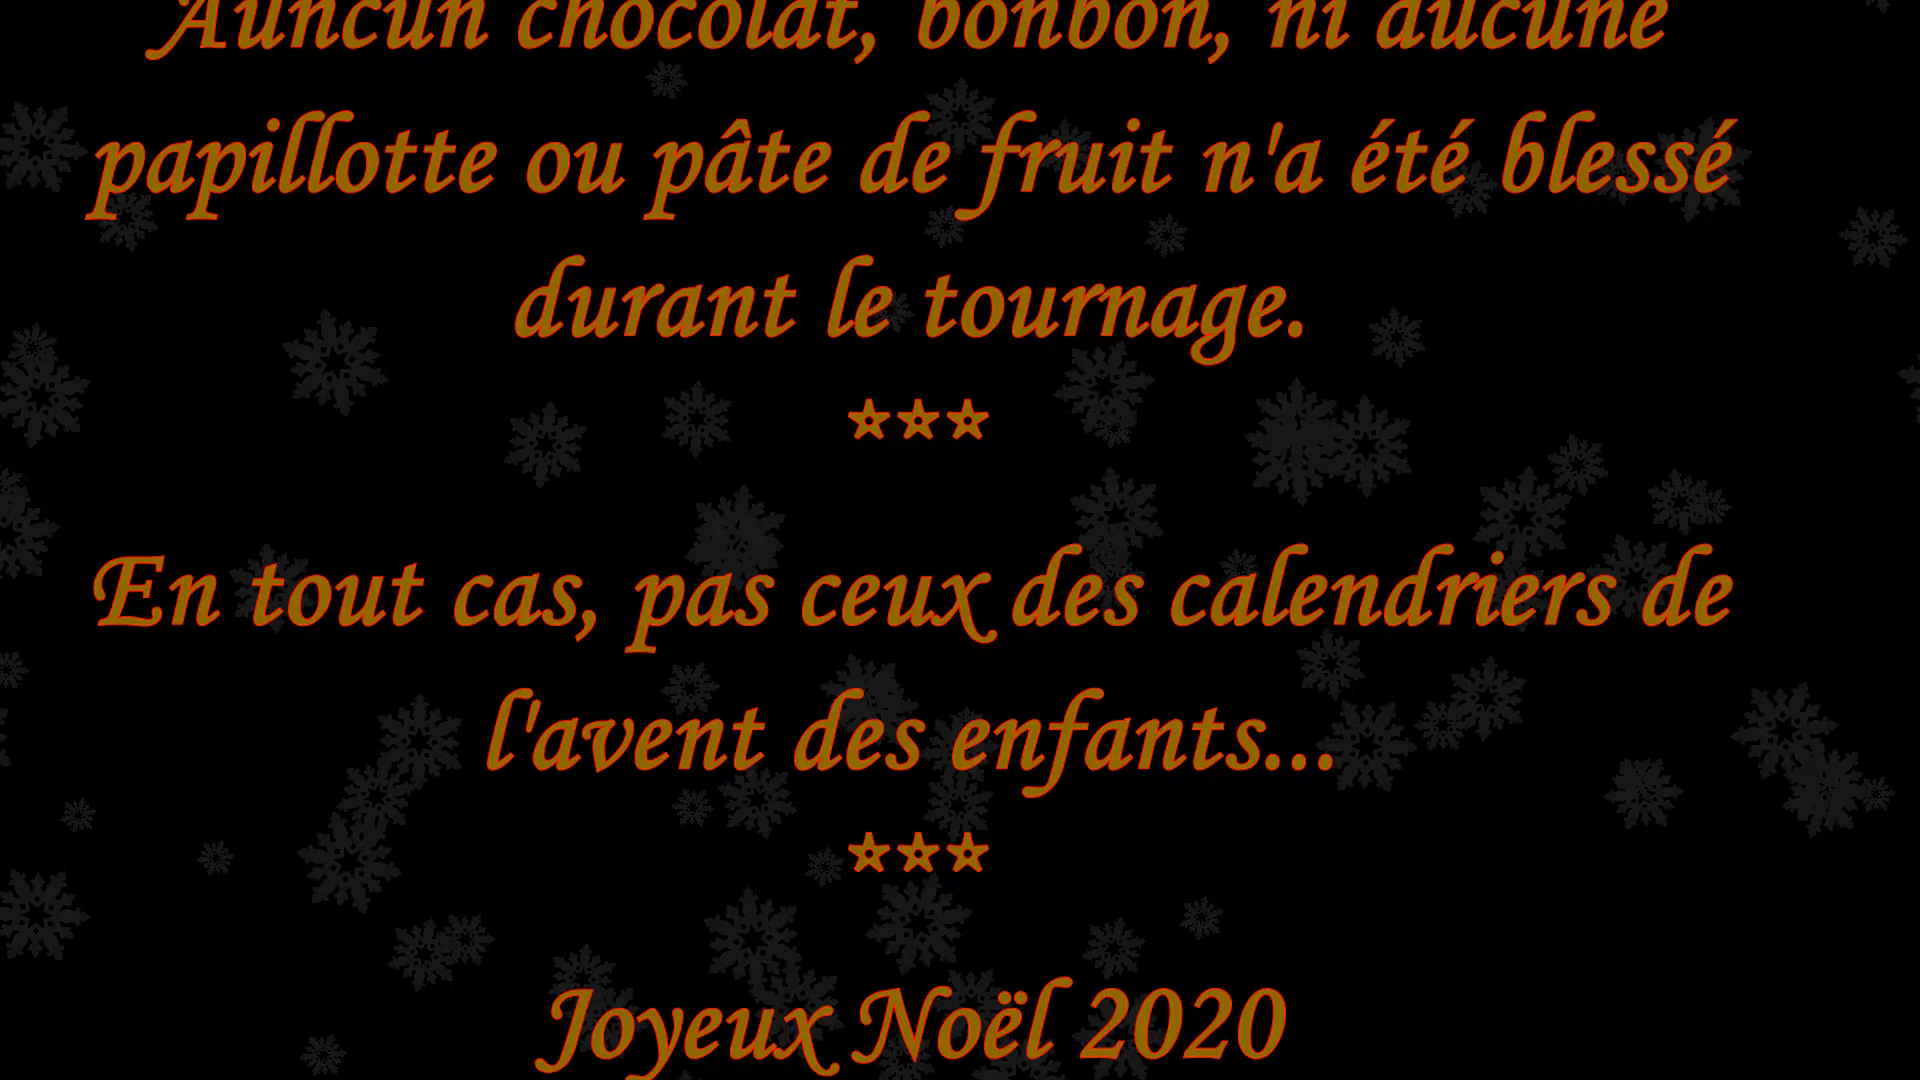 Auncun chocolat, bonbon, ni aucune
papillotte ou pâte de fruit n'a été blessé
durant le tournage.
***
En tout cas, pas ceux des calendriers de
l'avent des enfants...
***
Joyeux Noël 2020